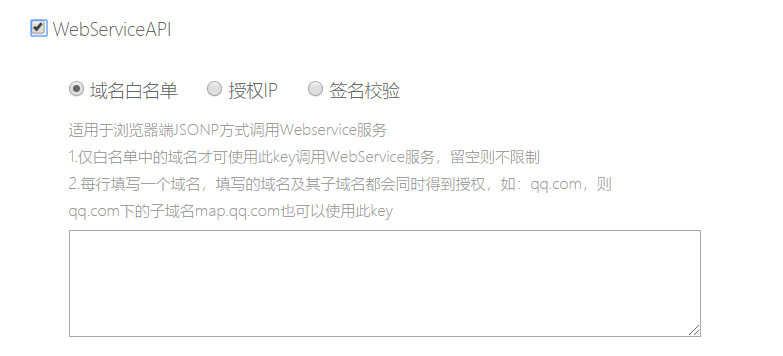 WebServiceAPI
域名白名单 授权IP 签名校验
适用于浏览器端JSONP方式调用Webservice服务
1.仅白名单中的域名才可使用此key调用WebService服务，留空则不限制
2.每行填写一个域名，填写的域名及其子域名都会同时得到授权，如：qq.com，则
qq.com下的子域名map.qq.com也可以使用此key